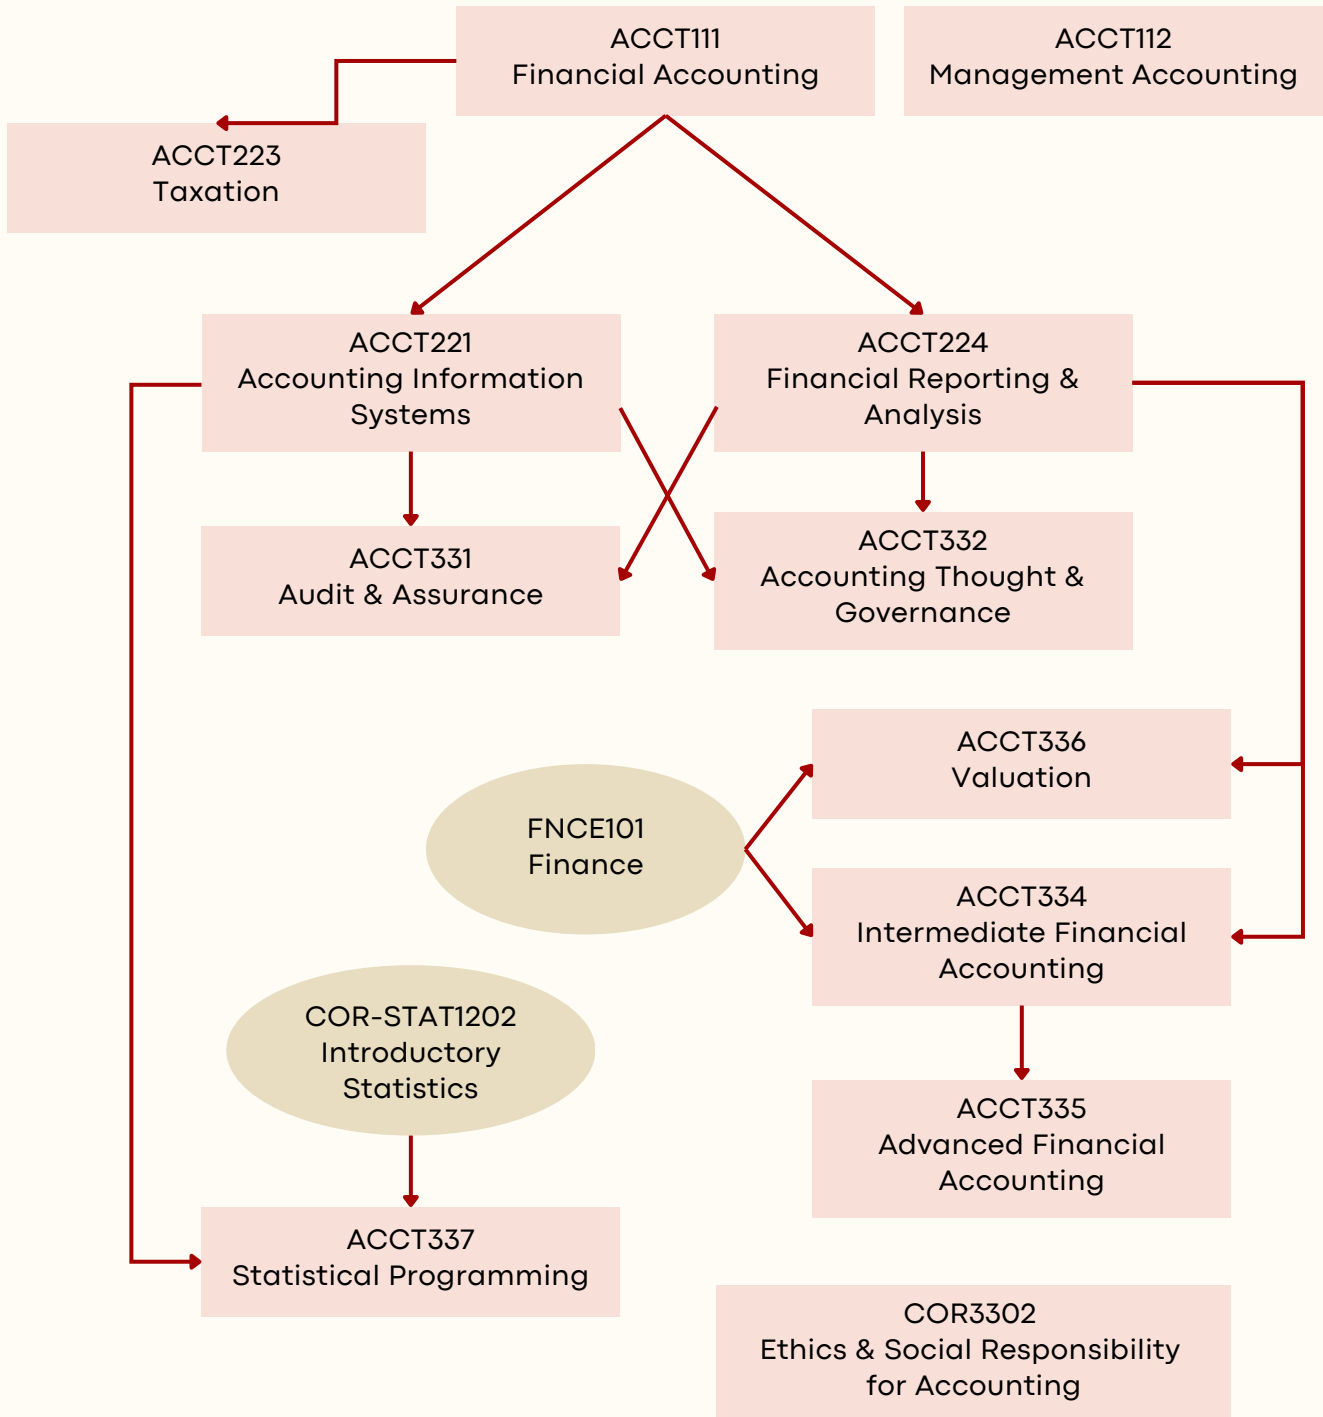 ACCT111
Financial Accounting
ACCT112
Management Accounting
ACCT223
Taxation
ACCT221
Accounting Information
Systems
ACCT224
Financial Reporting &
Analysis
ACCT331
Audit & Assurance
ACCT332
Accounting Thought &
Governance
ACCT336
Valuation
FNCE101
Finance
ACCT334
Intermediate Financial
Accounting
COR-STAT1202
Introductory
Statistics
ACCT335
Advanced Financial
Accounting
ACCT337
Statistical Programming
COR3302
Ethics & Social Responsibility
for Accounting